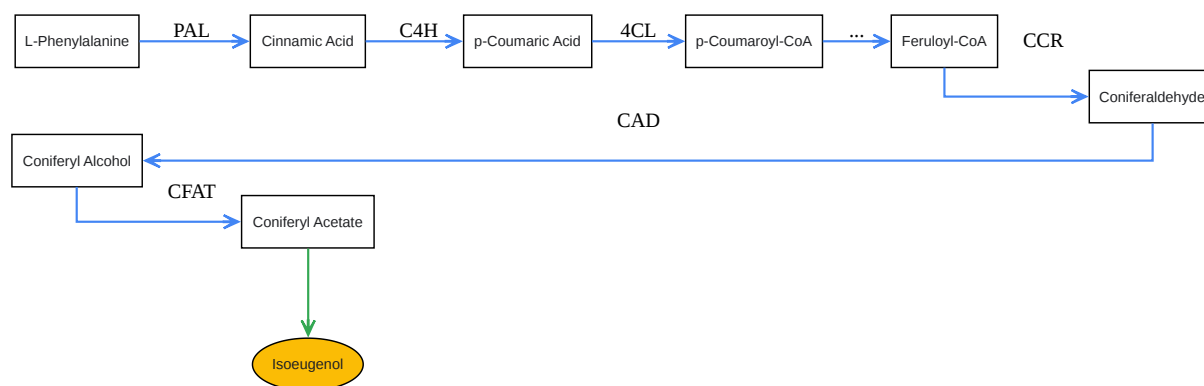 L-Phenylalanine
PAL
Cinnamic Acid
C4H
p-Coumaric Acid
4CL
p-Coumaroyl-CoA
...
Feruloyl-CoA
CCR
Coniferaldehyde
CAD
Coniferyl Alcohol
CFAT
Coniferyl Acetate
Isoeugenol